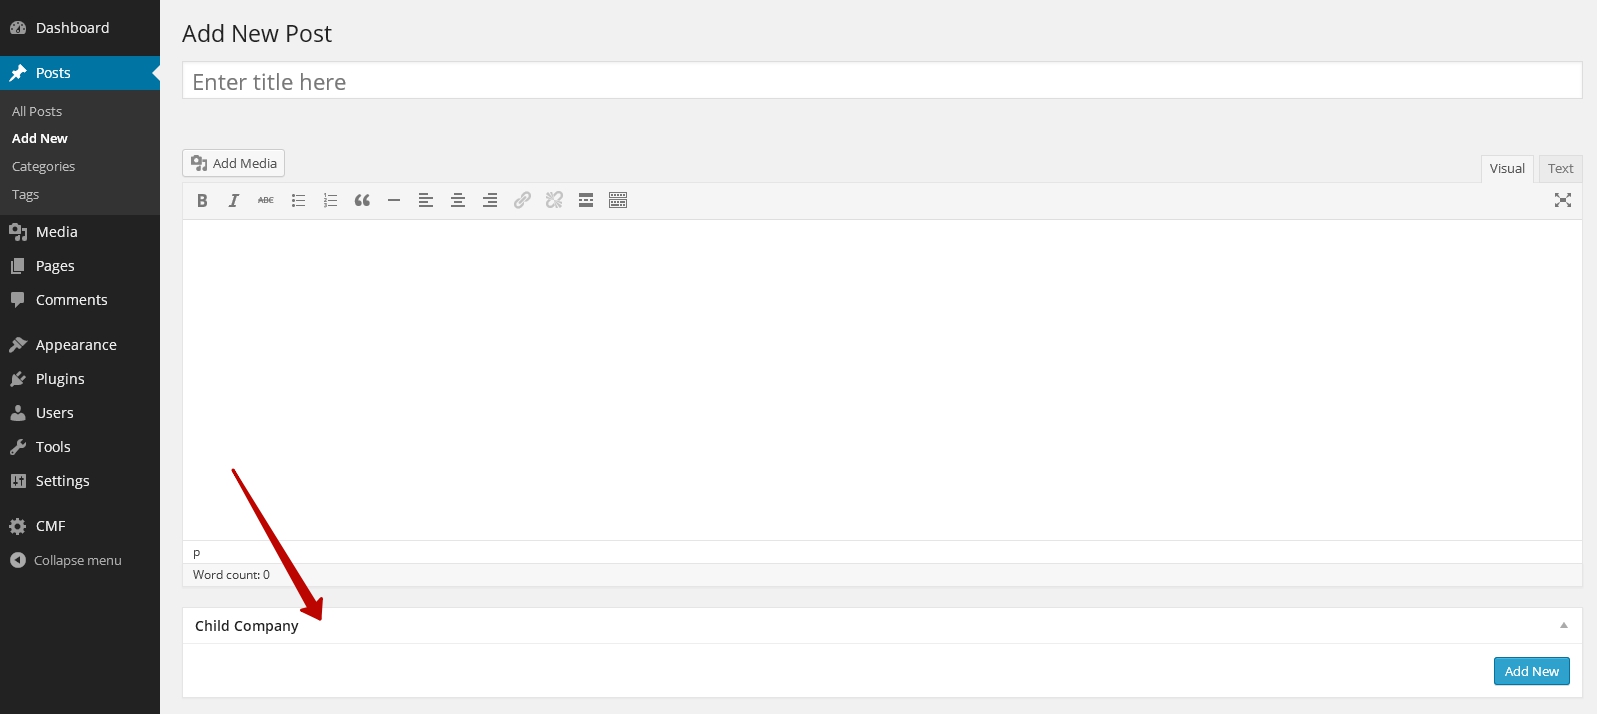 Dashboard
Posts
All Posts
Add New
Categories
Tags
Media
Pages
Comments
Appearance
Plugins
Users
Tools
Settings
CMF
Collapse menu
Add New Post
Enter title here
Add Media
Visual Text
B I ABC
p
Word count: 0
Child Company
Add New